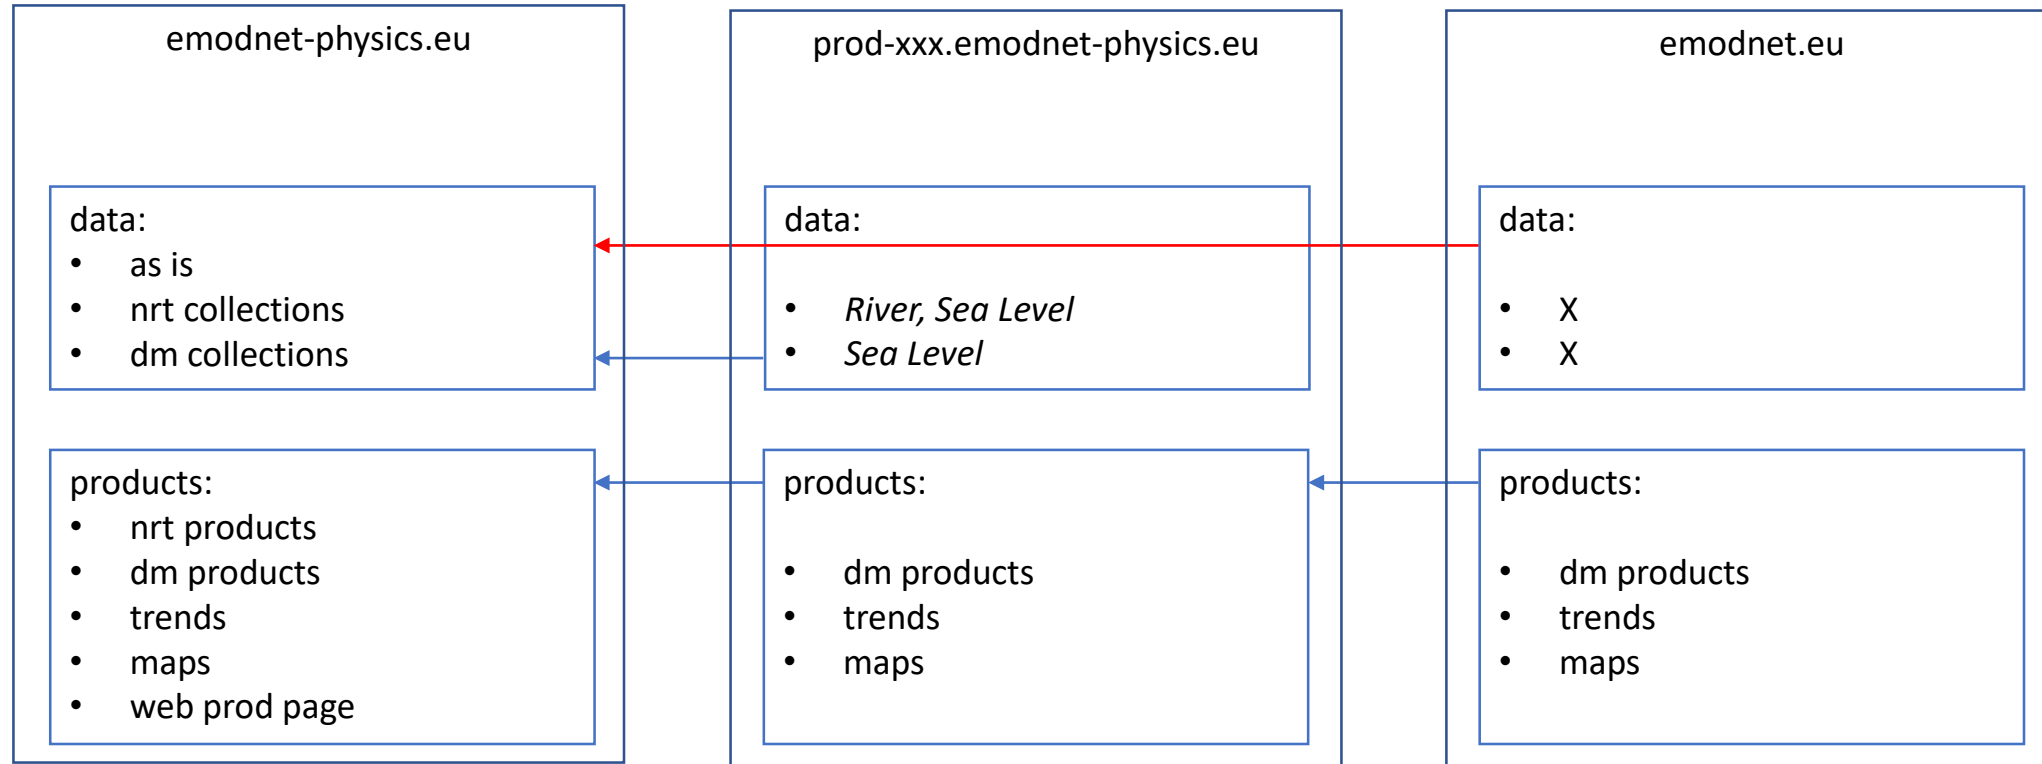 emodnet-physics.eu
data:
• as is
• nrt collections
• dm collections
products:
• nrt products
• dm products
• trends
• maps
• web prod page
prod-xxx.emodnet-physics.eu
data:
• River, Sea Level
• Sea Level
products:
• dm products
• trends
• maps
emodnet.eu
data:
• X
• X
products:
• dm products
• trends
• maps